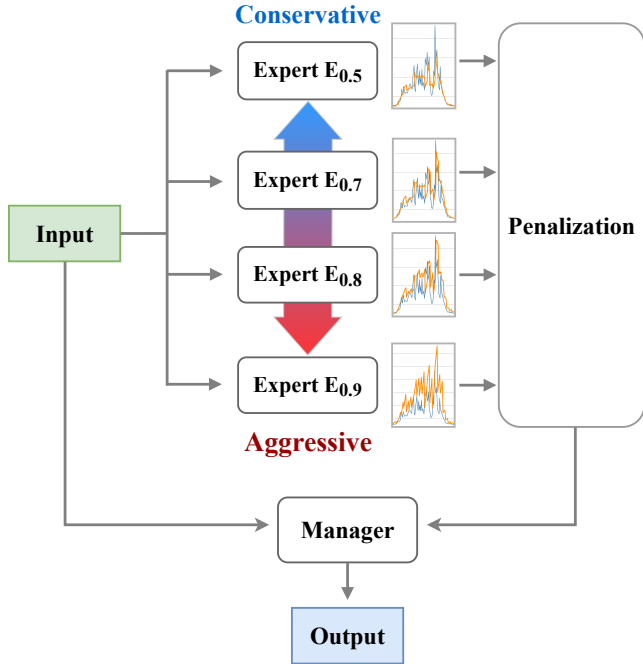 Conservative
Expert E0.5
Expert E0.7
Input
Penalization
Expert E0.8
Expert E0.9
Aggressive
Manager
Output